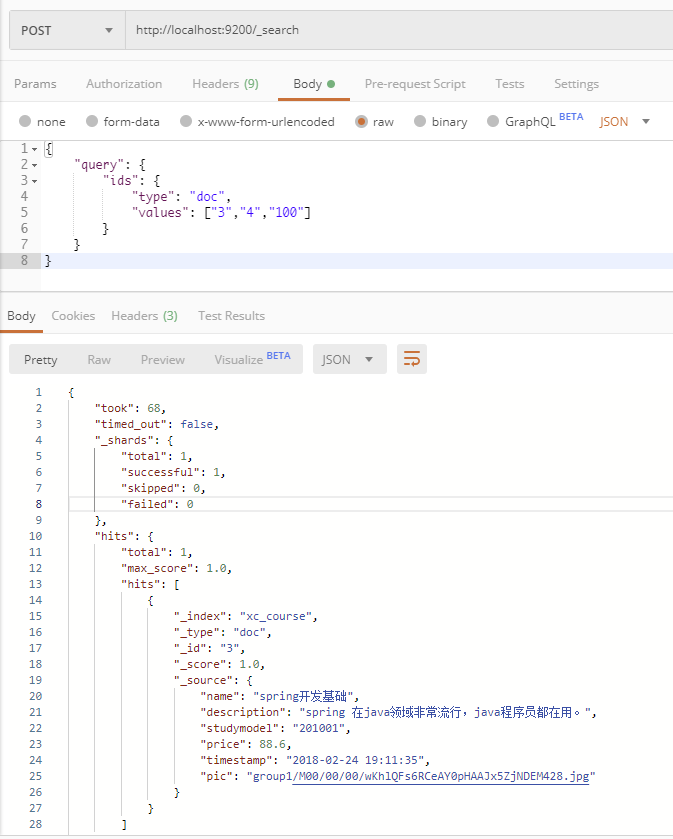 POST http://localhost:9200/_search
Params Authorization Headers (9) Body Pre-request Script Tests Settings
none form-data x-www-form-urlencoded raw binary GraphQL BETA JSON
1 {
2 "query": {
3 "ids": {
4 "type": "doc",
5 "values": ["3","4","100"]
6 }
7 }
8 }
Body Cookies Headers (3) Test Results
Pretty Raw Preview Visualize BETA JSON
1 {
2 "took": 68,
3 "timed_out": false,
4 "_shards": {
5 "total": 1,
6 "successful": 1,
7 "skipped": 0,
8 "failed": 0
9 },
10 "hits": {
11 "total": 1,
12 "max_score": 1.0,
13 "hits": [
14 {
15 "_index": "xc_course",
16 "_type": "doc",
17 "_id": "3",
18 "_score": 1.0,
19 "_source": {
20 "name": "spring开发基础",
21 "description": "spring 在java领域非常流行，java程序员都在用。",
22 "studymodel": "201001",
23 "price": 88.6,
24 "timestamp": "2018-02-24 19:11:35",
25 "pic": "group1/M00/00/00/wKhlQFs6RCeAY0pHAAJx5ZjNDEM428.jpg"
26 }
27 }
28 ]